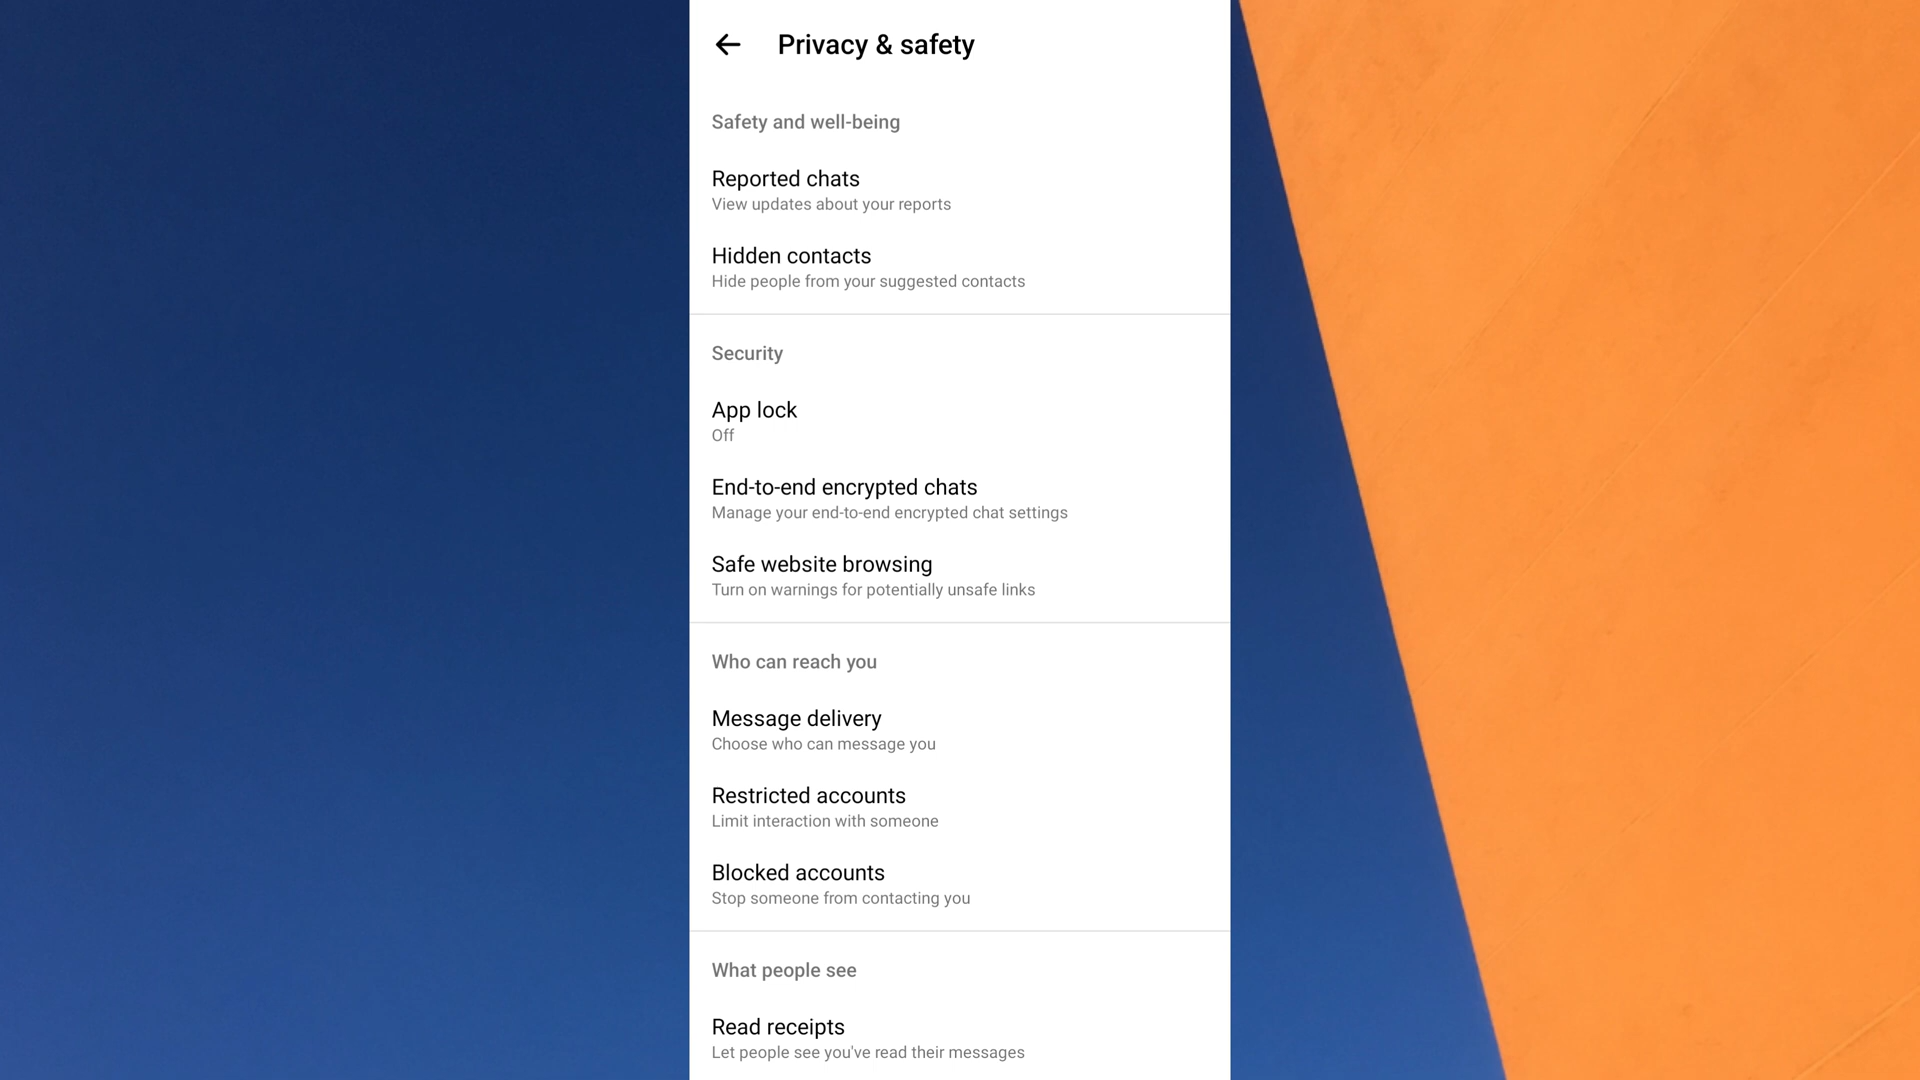 Privacy & safety
Safety and well-being
Reported chats
View updates about your reports
Hidden contacts
Hide people from your suggested contacts
Security
App lock
Off
End-to-end encrypted chats
Manage your end-to-end encrypted chat settings
Safe website browsing
Turn on warnings for potentially unsafe links
Who can reach you
Message delivery
Choose who can message you
Restricted accounts
Limit interaction with someone
Blocked accounts
Stop someone from contacting you
What people see
Read receipts
Let people see you've read their messages